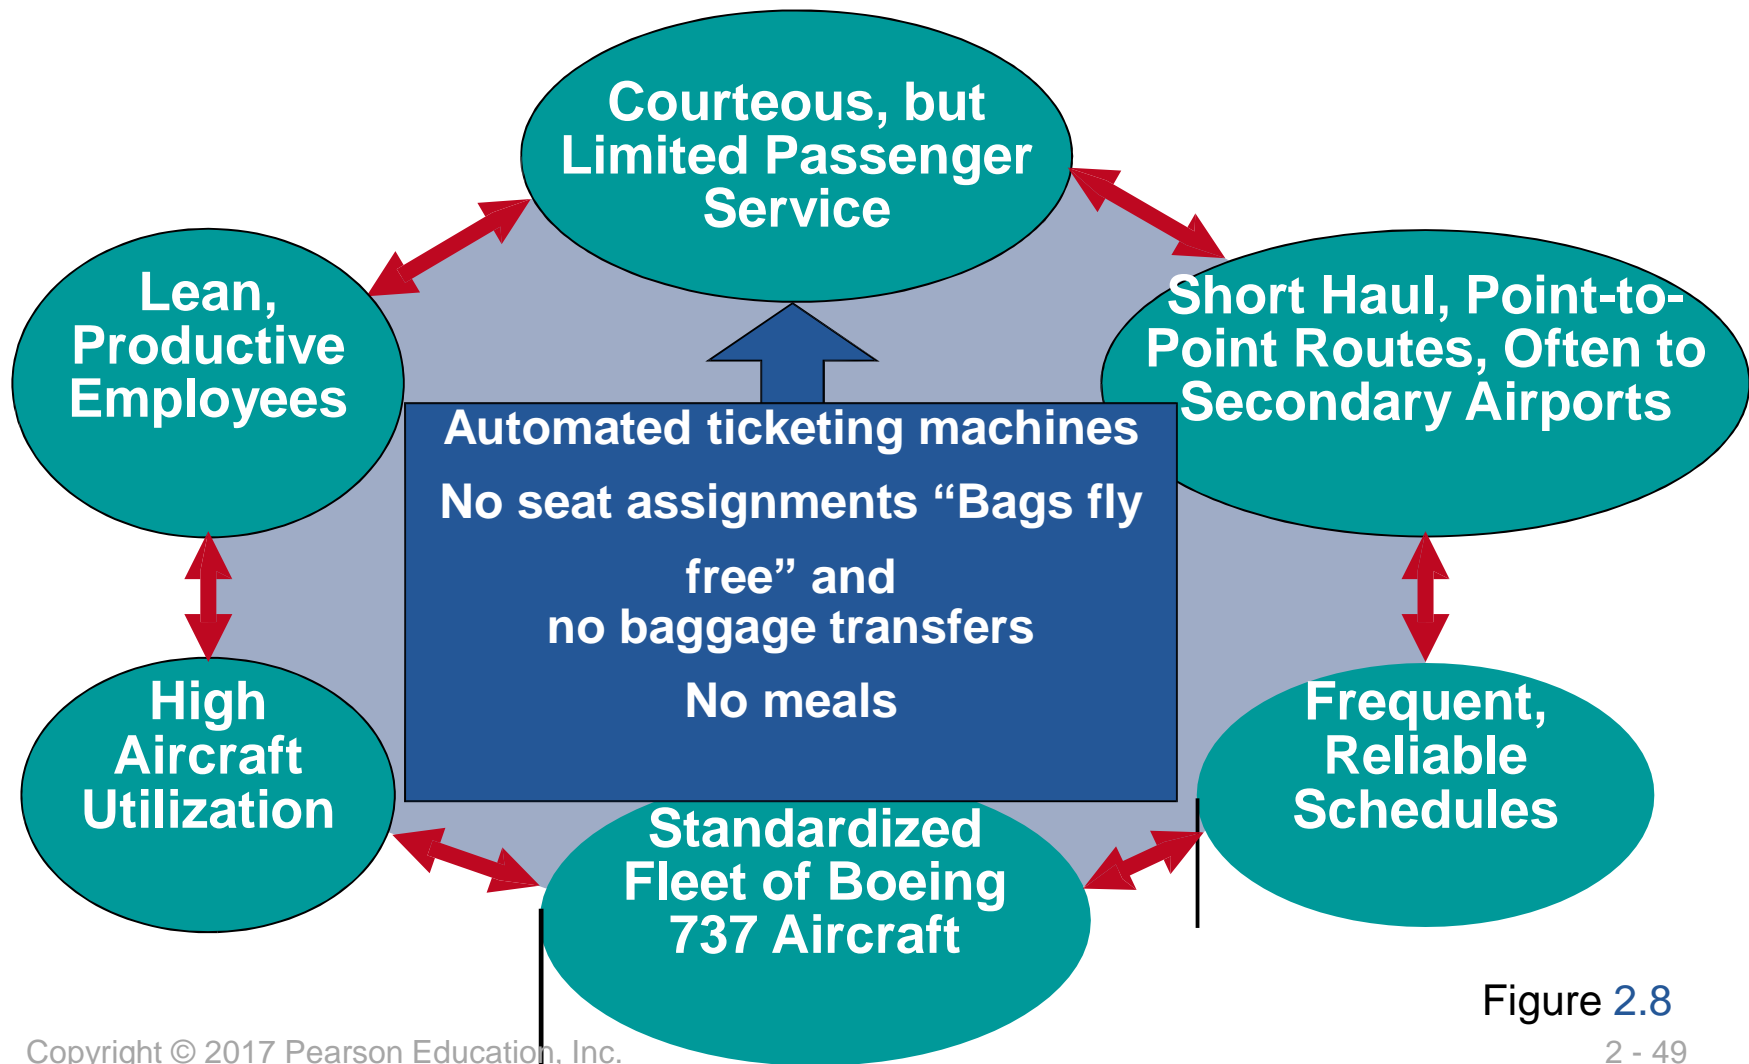 Courteous, but
Limited Passenger
Service
Lean,
Productive
Employees
Short Haul, Point-to-
Point Routes, Often to
Secondary Airports
Automated ticketing machines
No seat assignments “Bags fly
free” and
no baggage transfers
No meals
High
Aircraft
Utilization
Frequent,
Reliable
Schedules
Standardized
Fleet of Boeing
737 Aircraft
Figure 2.8
Copyright © 2017 Pearson Education, Inc.
2 - 49